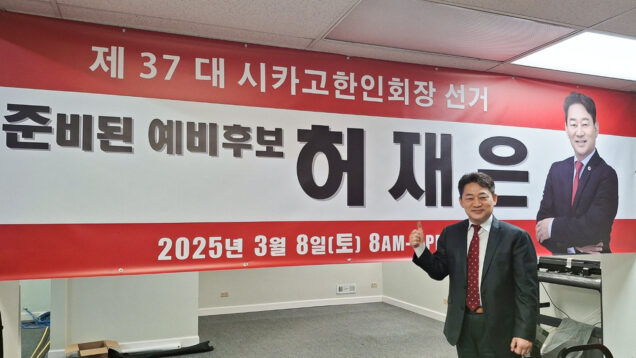 제 37 대 시카고한인회장 선거
준비된 예비후보 허재은
2025년 3월 8일(토) 8AM-